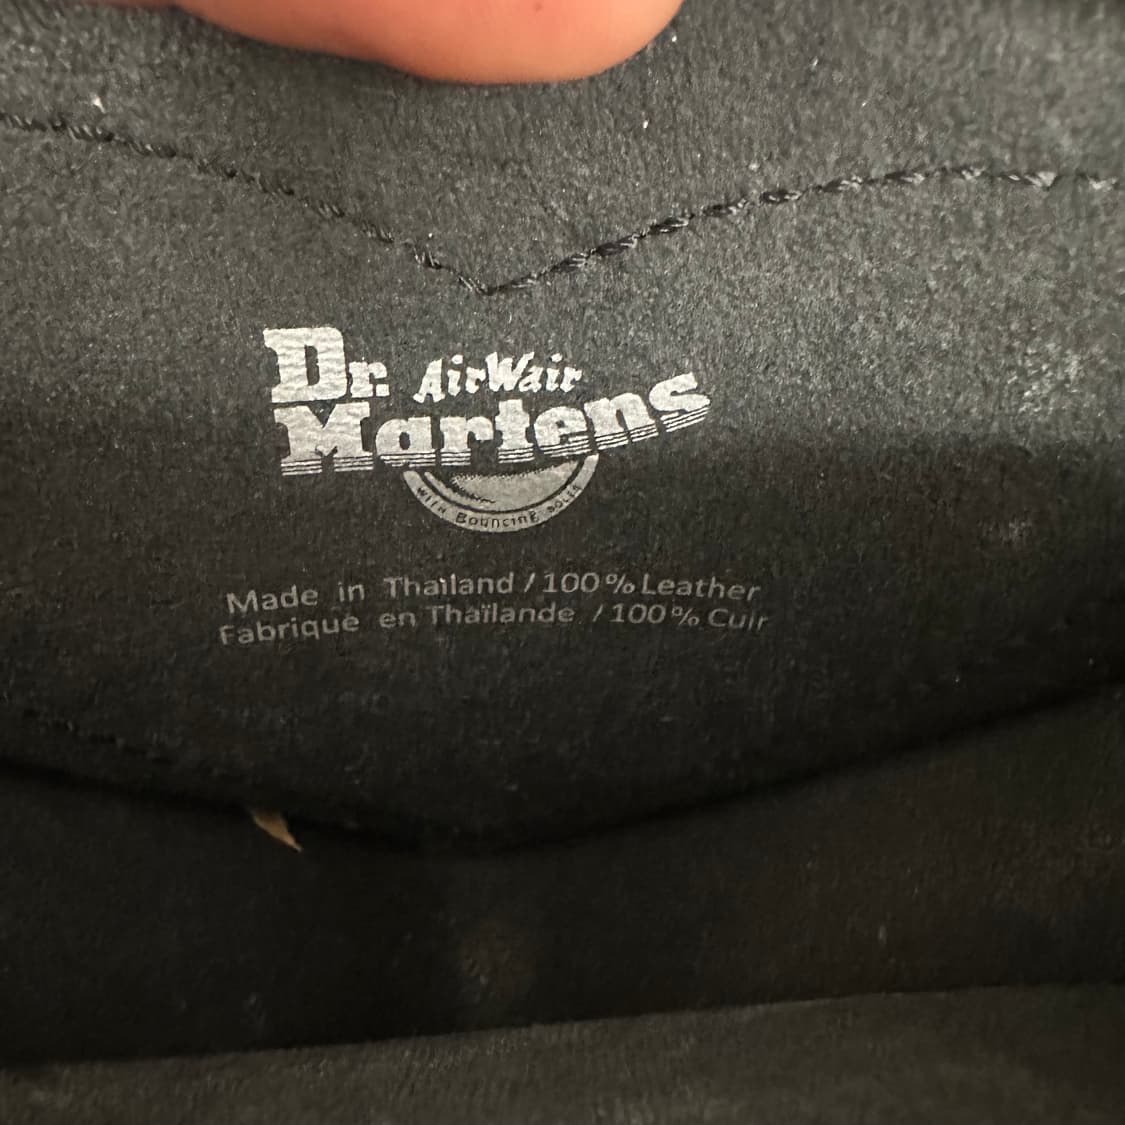 Dr. AirWair
Martens
WITH Bouncing SOLES
Made in Thailand / 100% Leather
Fabriqué en Thaïlande / 100% Cuir